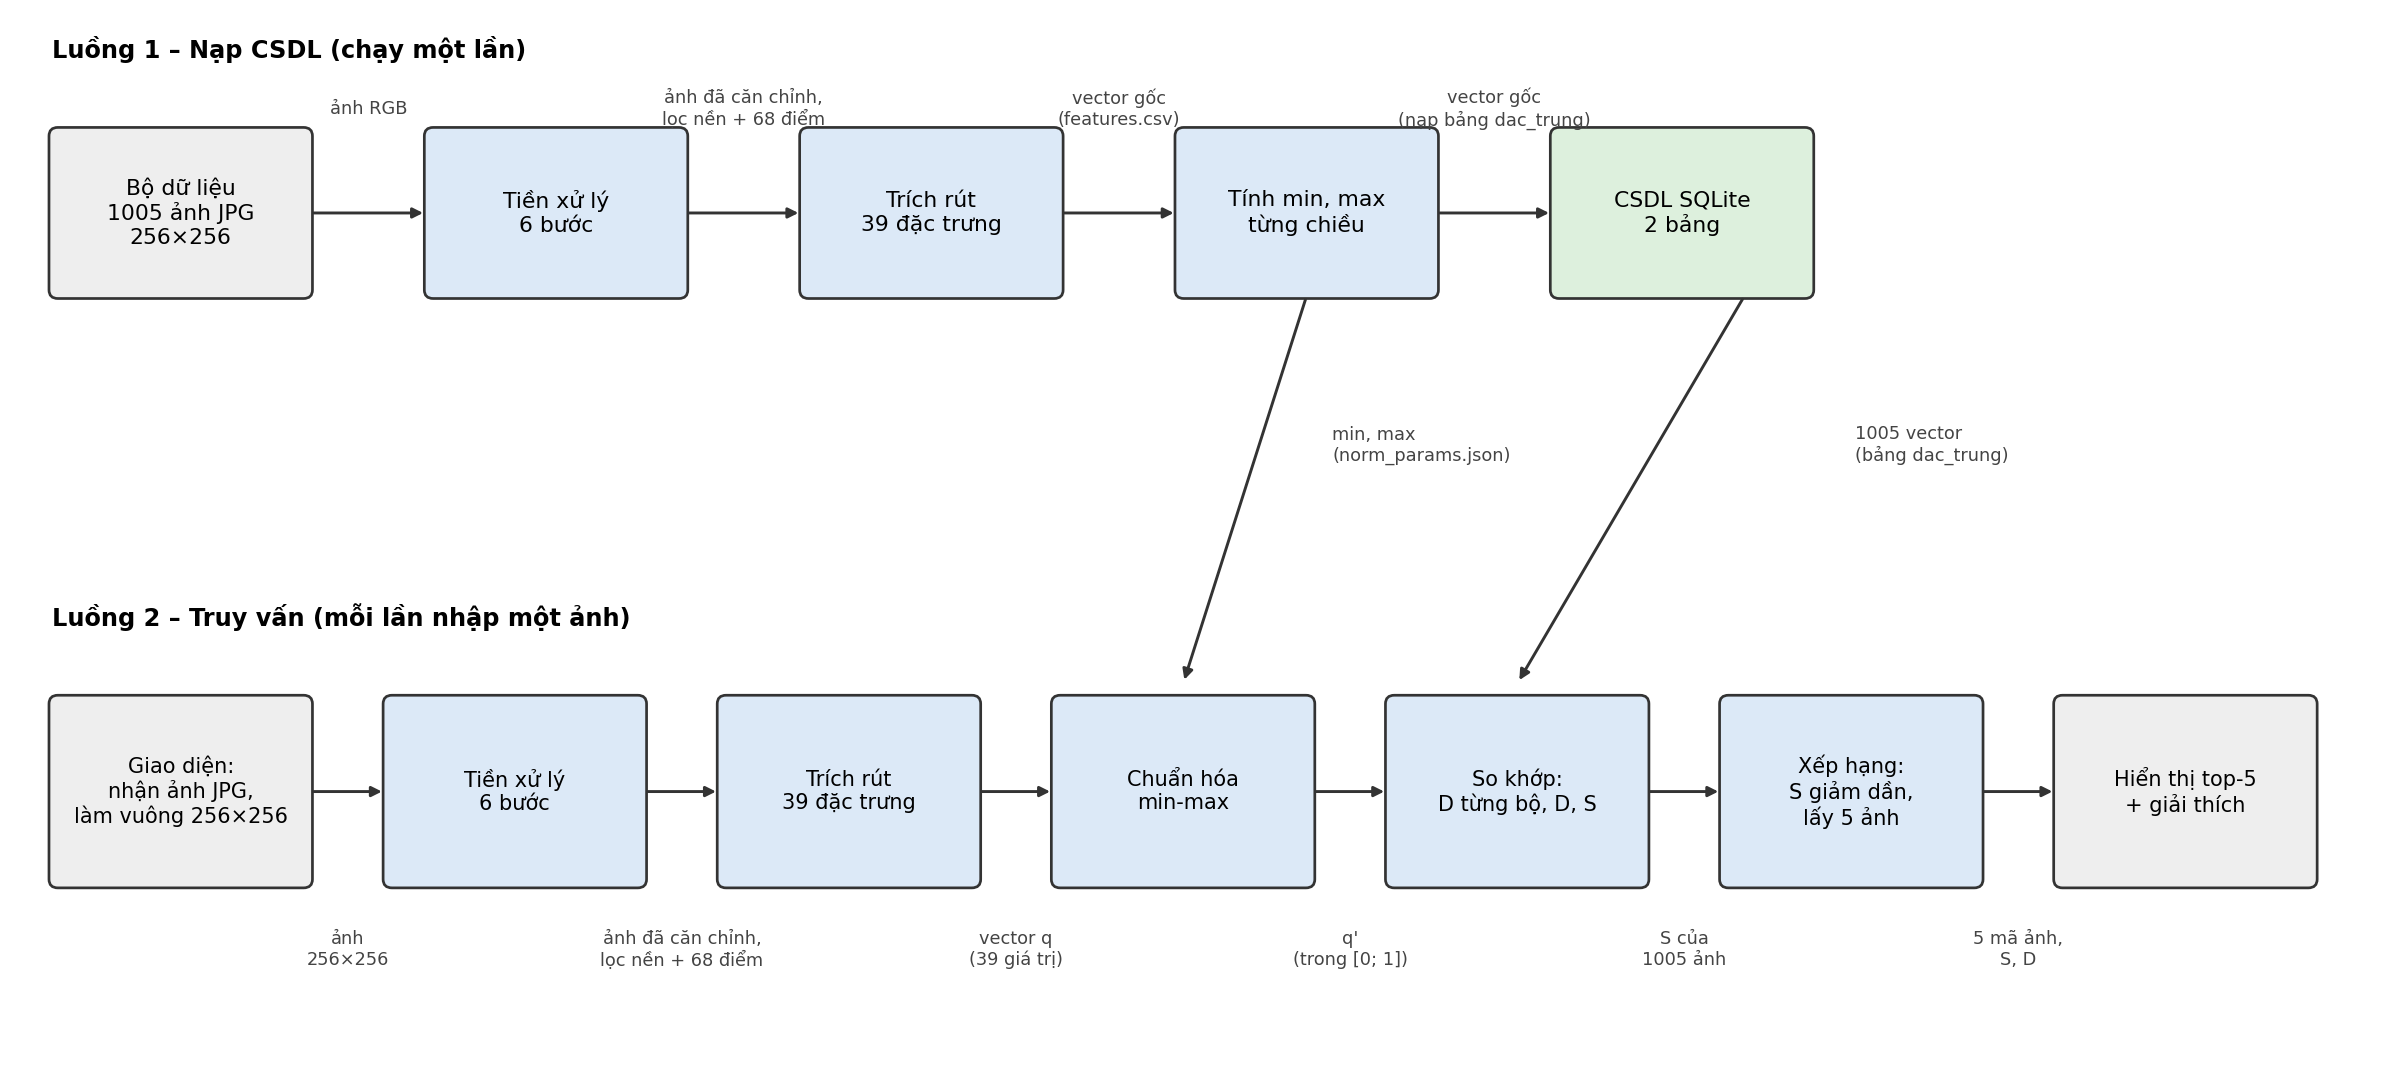 Luồng 1 – Nạp CSDL (chạy một lần)
ảnh RGB
ảnh đã căn chỉnh,
lọc nền + 68 điểm
vector gốc
(features.csv)
vector gốc
(nạp bảng dac_trung)
Bộ dữ liệu
1005 ảnh JPG
256×256
Tiền xử lý
6 bước
Trích rút
39 đặc trưng
Tính min, max
từng chiều
CSDL SQLite
2 bảng
min, max
(norm_params.json)
1005 vector
(bảng dac_trung)
Luồng 2 – Truy vấn (mỗi lần nhập một ảnh)
Giao diện:
nhận ảnh JPG,
làm vuông 256×256
Tiền xử lý
6 bước
Trích rút
39 đặc trưng
Chuẩn hóa
min-max
So khớp:
D từng bộ, D, S
Xếp hạng:
S giảm dần,
lấy 5 ảnh
Hiển thị top-5
+ giải thích
ảnh
256×256
ảnh đã căn chỉnh,
lọc nền + 68 điểm
vector q
(39 giá trị)
q'
(trong [0; 1])
S của
1005 ảnh
5 mã ảnh,
S, D